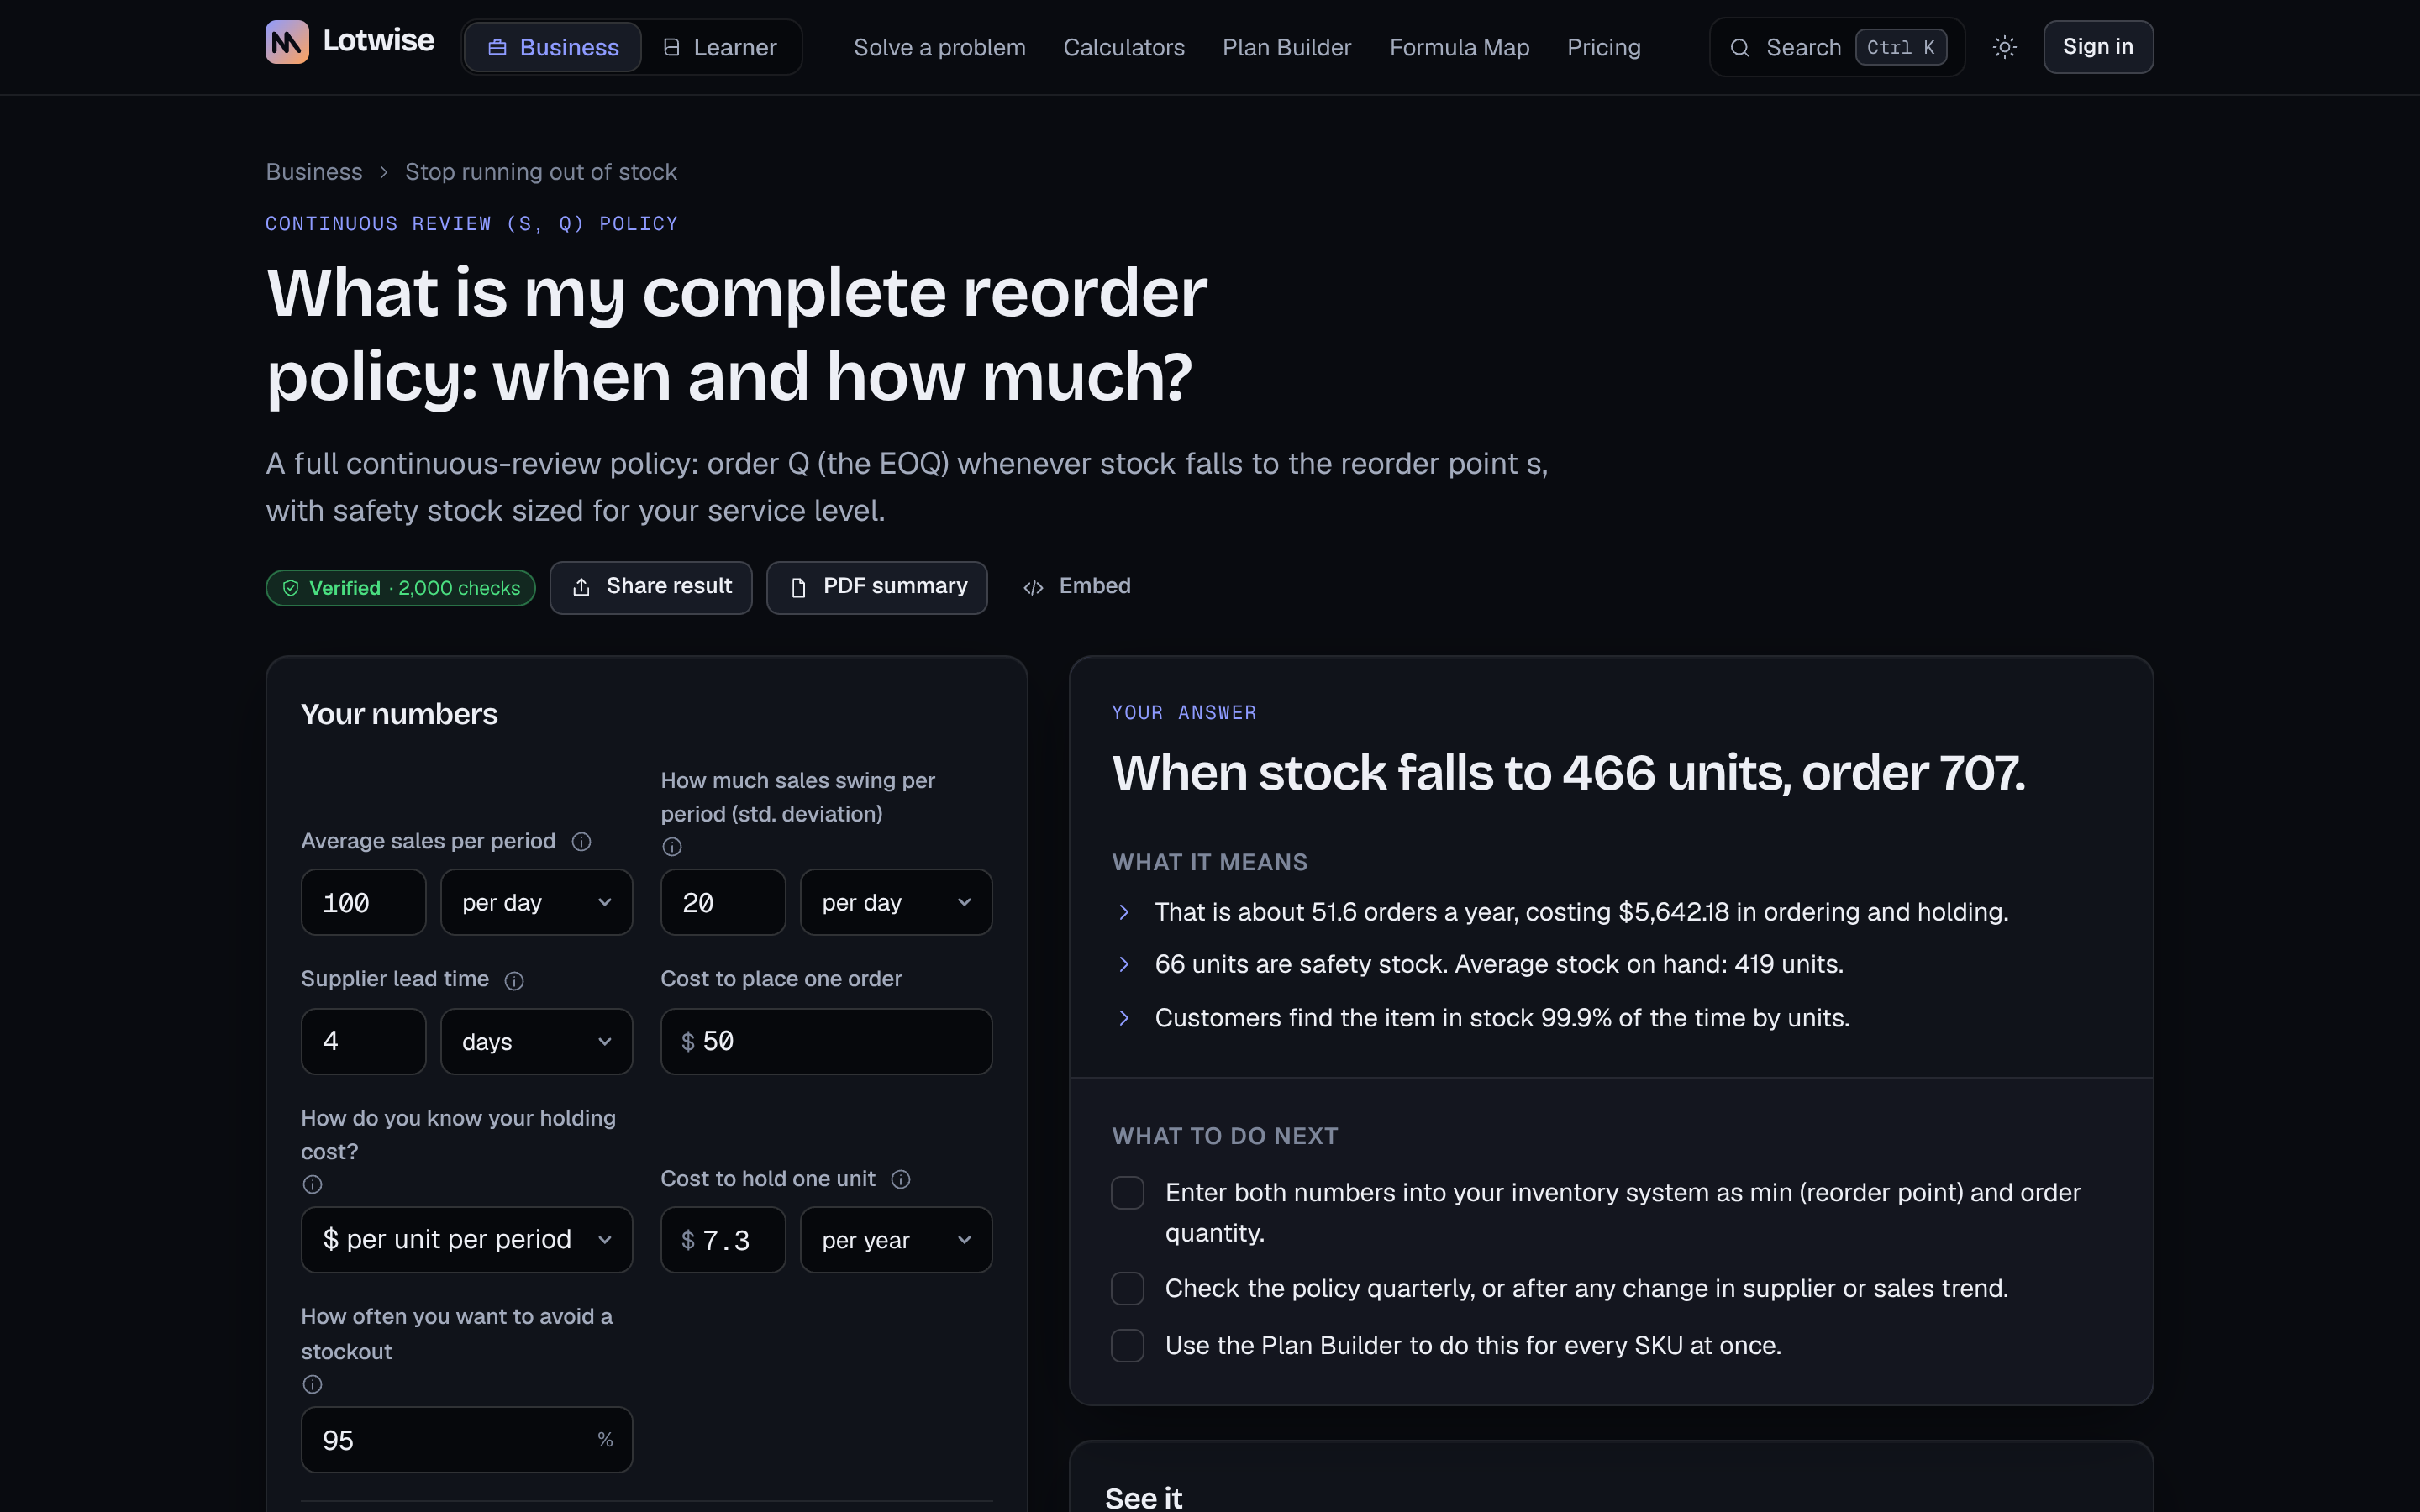 Lotwise
Business
Learner
Solve a problem
Calculators
Plan Builder
Formula Map
Pricing
Search
Ctrl K
Sign in
Business
Stop running out of stock
CONTINUOUS REVIEW (S, Q) POLICY
What is my complete reorder
policy: when and how much?
A full continuous-review policy: order Q (the EOQ) whenever stock falls to the reorder point s,
with safety stock sized for your service level.
Verified · 2,000 checks
Share result
PDF summary
</> Embed
Your numbers
Average sales per period
100
per day
How much sales swing per
period (std. deviation)
20
per day
Supplier lead time
4
days
Cost to place one order
$ 50
How do you know your holding
cost?
$ per unit per period
Cost to hold one unit
$ 7.3
per year
How often you want to avoid a
stockout
95
%
YOUR ANSWER
When stock falls to 466 units, order 707.
WHAT IT MEANS
That is about 51.6 orders a year, costing $5,642.18 in ordering and holding.
66 units are safety stock. Average stock on hand: 419 units.
Customers find the item in stock 99.9% of the time by units.
WHAT TO DO NEXT
Enter both numbers into your inventory system as min (reorder point) and order
quantity.
Check the policy quarterly, or after any change in supplier or sales trend.
Use the Plan Builder to do this for every SKU at once.
See it